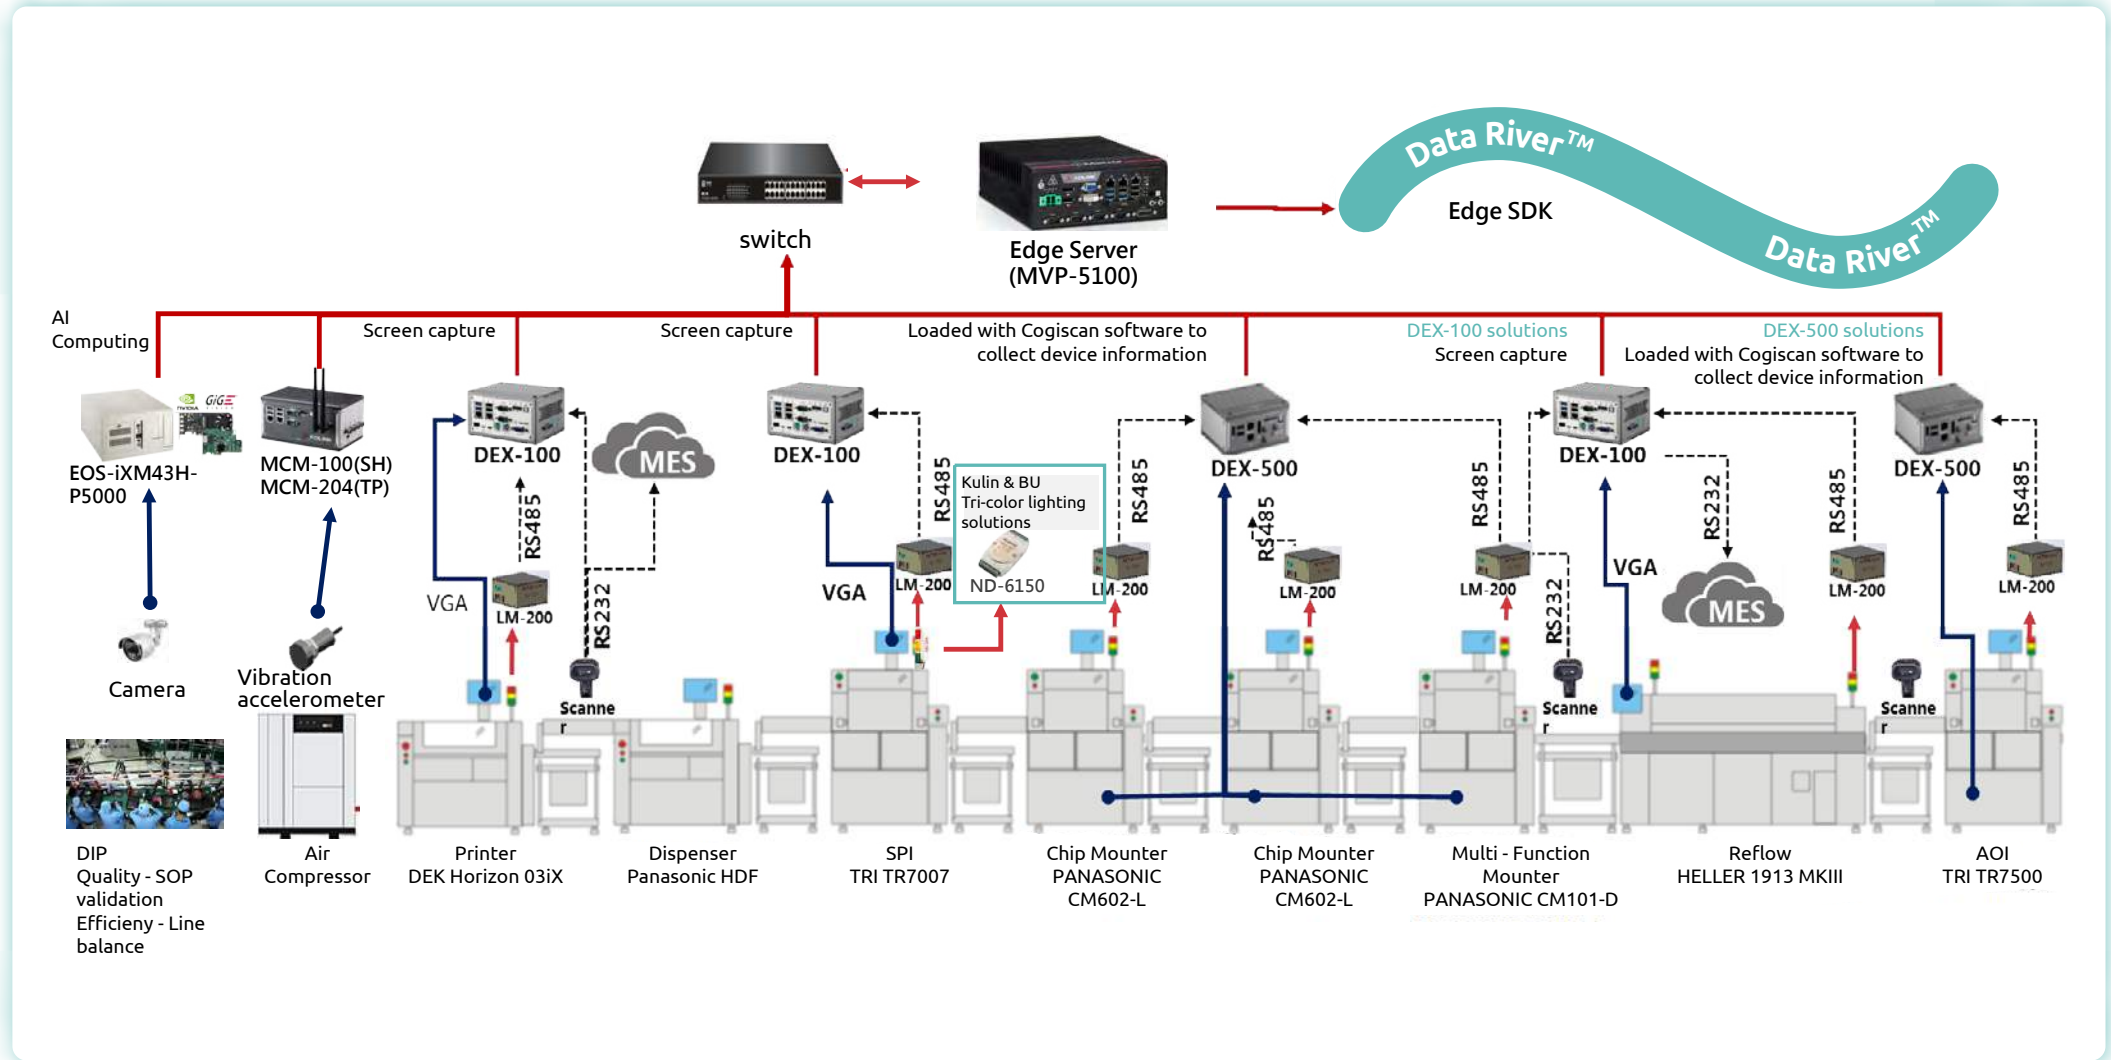 Data River™
Edge SDK
Data River™
switch
Edge Server
(MVP-5100)
AI
Computing
Screen capture
Screen capture
Loaded with Cogiscan software to
collect device information
DEX-100 solutions
Screen capture
DEX-500 solutions
Loaded with Cogiscan software to
collect device information
NVIDIA
GiGE
EOS-iXM43H-
P5000
MCM-100(SH)
MCM-204(TP)
DEX-100
MES
DEX-100
DEX-500
DEX-100
DEX-500
RS485
RS232
RS485
RS485
RS485
RS485
RS232
RS232
RS485
RS485
Kulin & BU
Tri-color lighting
solutions
ND-6150
VGA
LM-200
VGA
LM-200
LM-200
LM-200
LM-200
VGA
MES
LM-200
LM-200
Camera
Vibration
accelerometer
Scanne
r
Scanne
r
Scanne
r
DIP
Quality - SOP
validation
Efficieny - Line
balance
Air
Compressor
Printer
DEK Horizon 03iX
Dispenser
Panasonic HDF
SPI
TRI TR7007
Chip Mounter
PANASONIC
CM602-L
Chip Mounter
PANASONIC
CM602-L
Multi - Function
Mounter
PANASONIC CM101-D
Reflow
HELLER 1913 MKIII
AOI
TRI TR7500